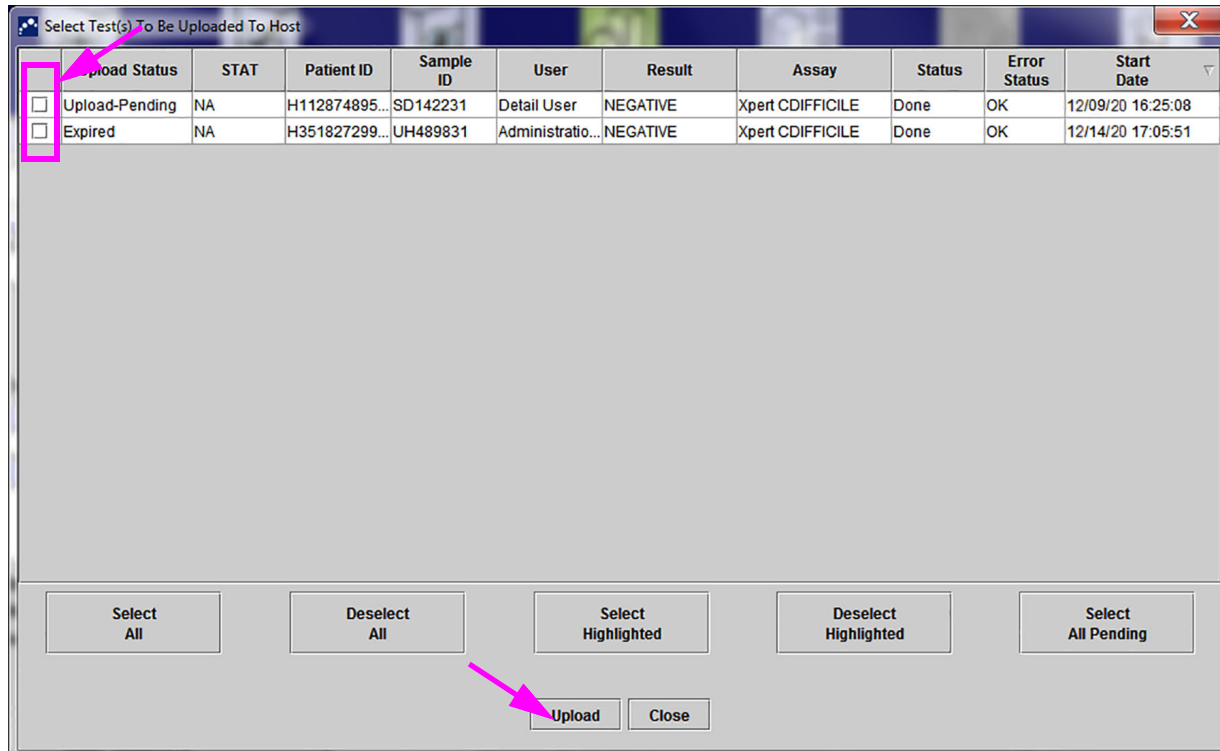 Select Test(s) To Be Uploaded To Host
X
Upload Status STAT Patient ID Sample ID User Result Assay Status Error Status Start Date
Upload-Pending NA H112874895... SD142231 Detail User NEGATIVE Xpert CDIFFICILE Done OK 12/09/20 16:25:08
Expired NA H351827299... UH489831 Administratio... NEGATIVE Xpert CDIFFICILE Done OK 12/14/20 17:05:51
Select All Deselect All Select Highlighted Deselect Highlighted Select All Pending
Upload Close